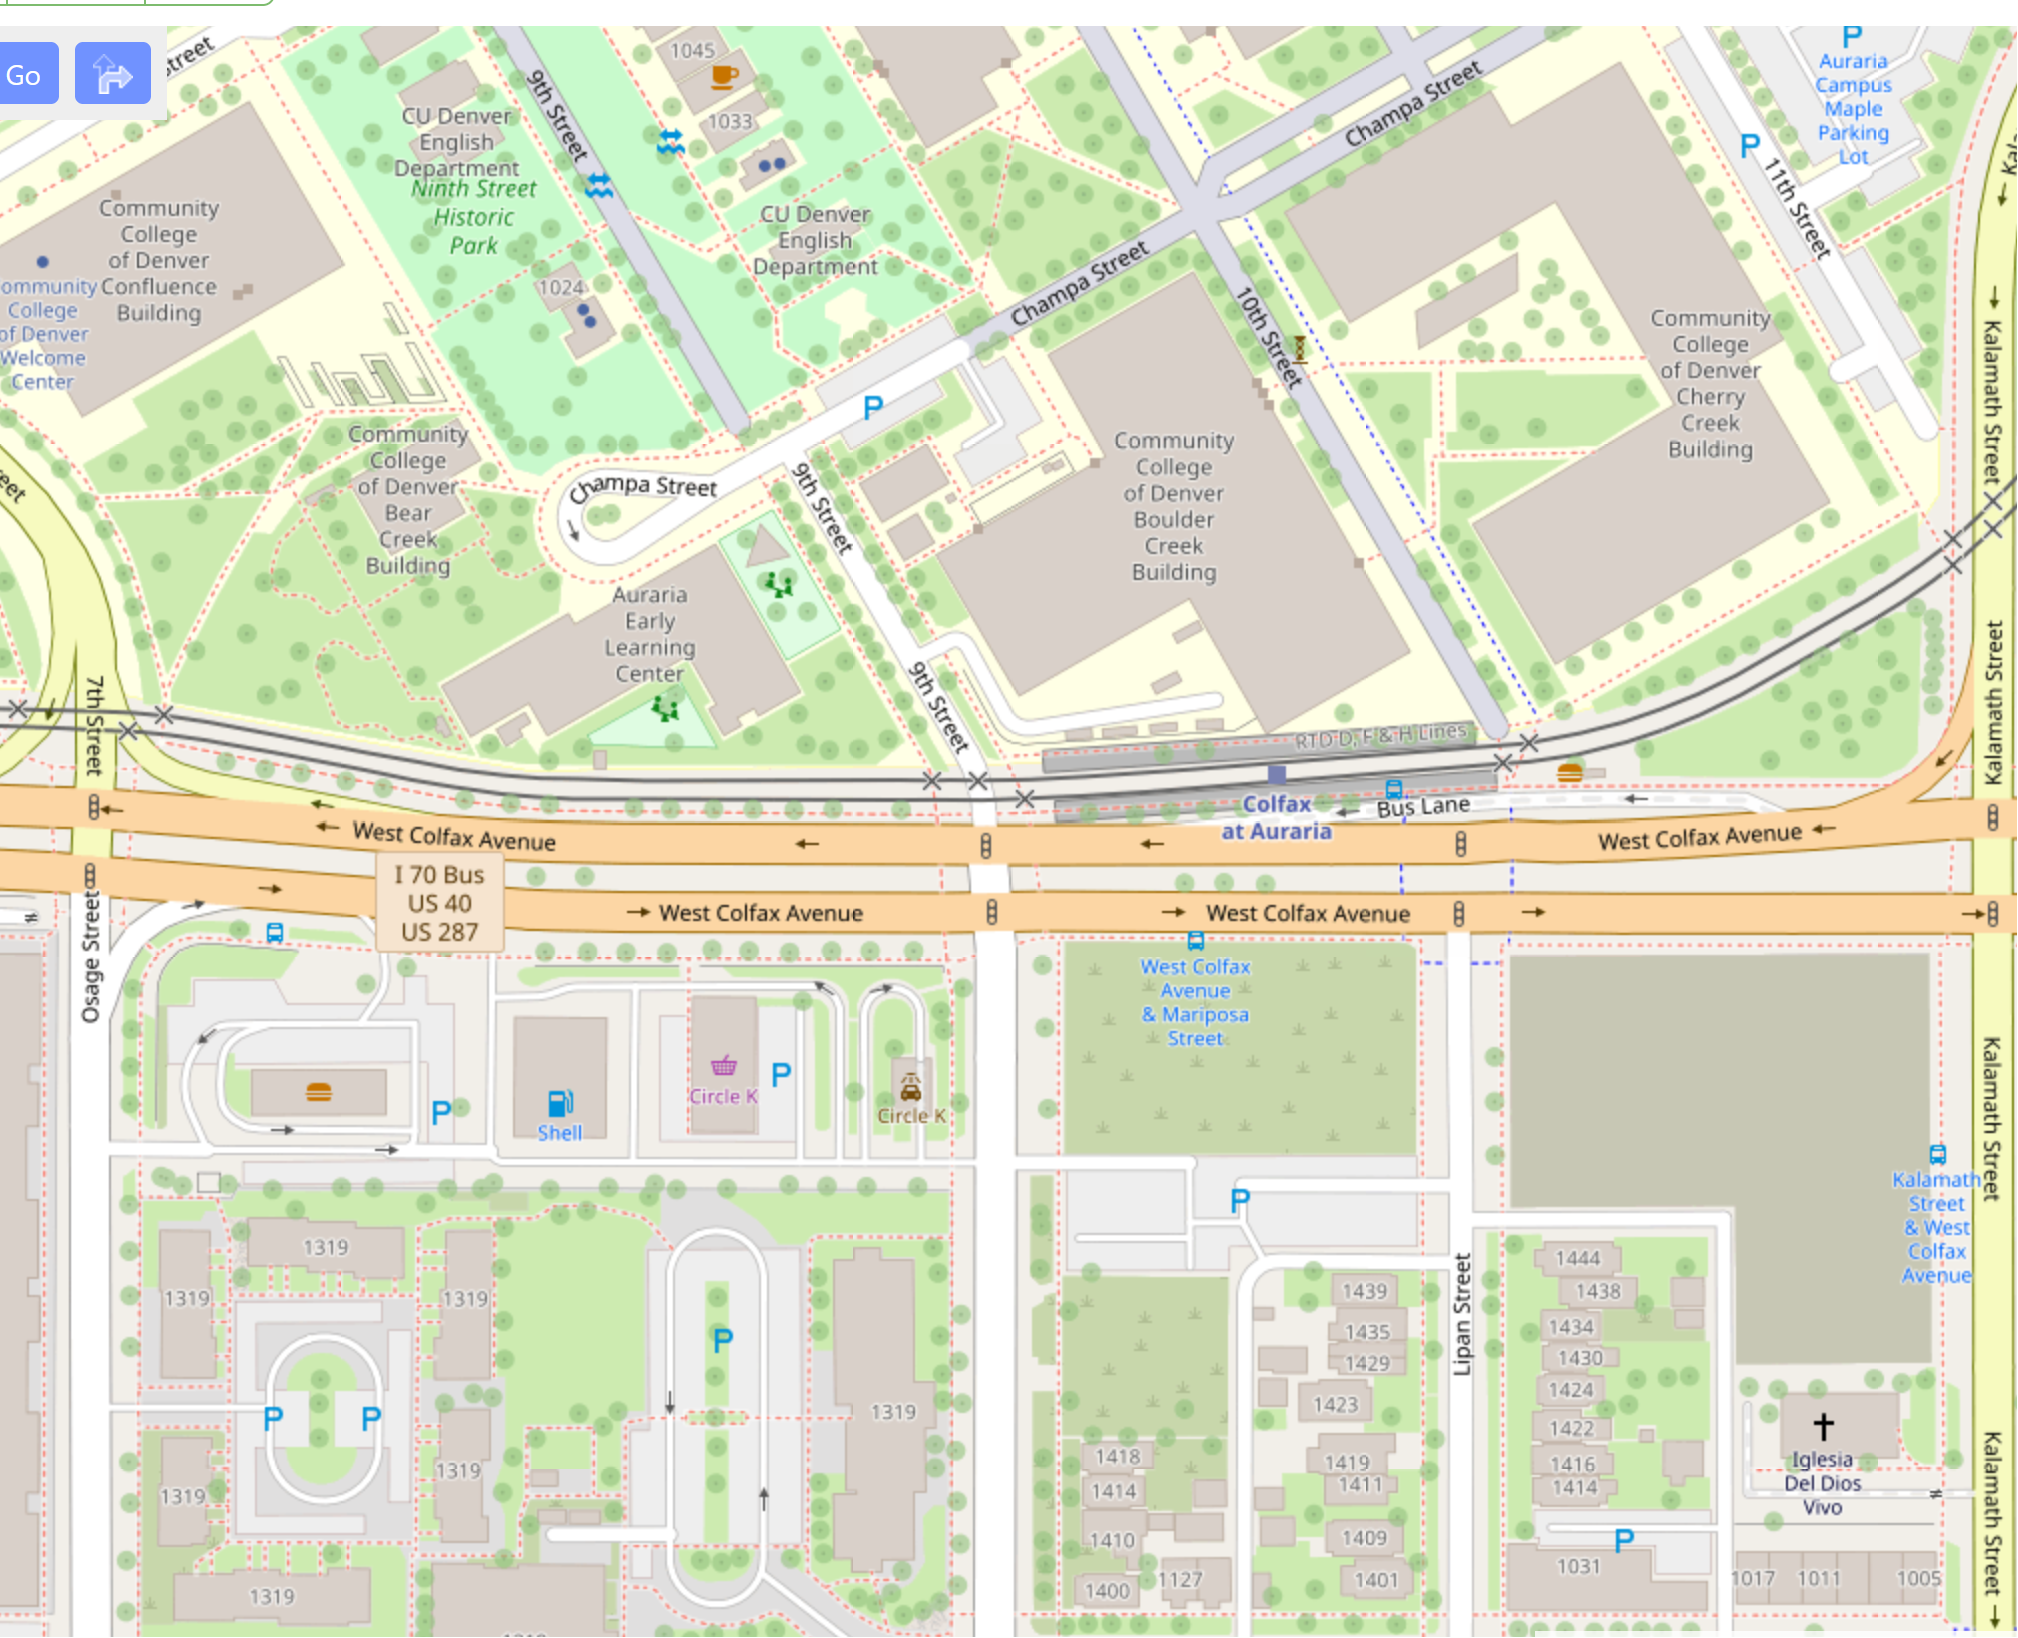 Go
Street
1045
1033
9th Street
CU Denver
English
Department
Ninth Street
Historic
Park
CU Denver
English
Department
1024
Champa Street
Champa Street
P
Auraria
Campus
Maple
Parking
Lot
P
11th Street
Community
College
of Denver
Confluence
Building
ommunity
College
of Denver
Welcome
Center
Community
College
of Denver
Bear
Creek
Building
Champa Street
P
9th Street
10th Street
Community
College
of Denver
Boulder
Creek
Building
Community
College
of Denver
Cherry
Creek
Building
Kalamath Street
Kalamath Street
Auraria
Early
Learning
Center
9th Street
7th Street
RTD D, F & H Lines
Colfax
at Auraria
Bus Lane
West Colfax Avenue
West Colfax Avenue
I 70 Bus
US 40
US 287
West Colfax Avenue
West Colfax Avenue
Osage Street
West Colfax
Avenue
& Mariposa
Street
P
Shell
Circle K
P
Circle K
Kalamath Street
Kalamath
Street
& West
Colfax
Avenue
P
1319
1319
1319
P
P
P
1319
1319
1319
1319
Lipan Street
1439
1435
1429
1423
1419
1411
1409
1401
1418
1414
1410
1400
1127
1444
1438
1434
1430
1424
1422
1416
1414
P
1031
Iglesia
Del Dios
Vivo
1017
1011
1005
Kalamath Street